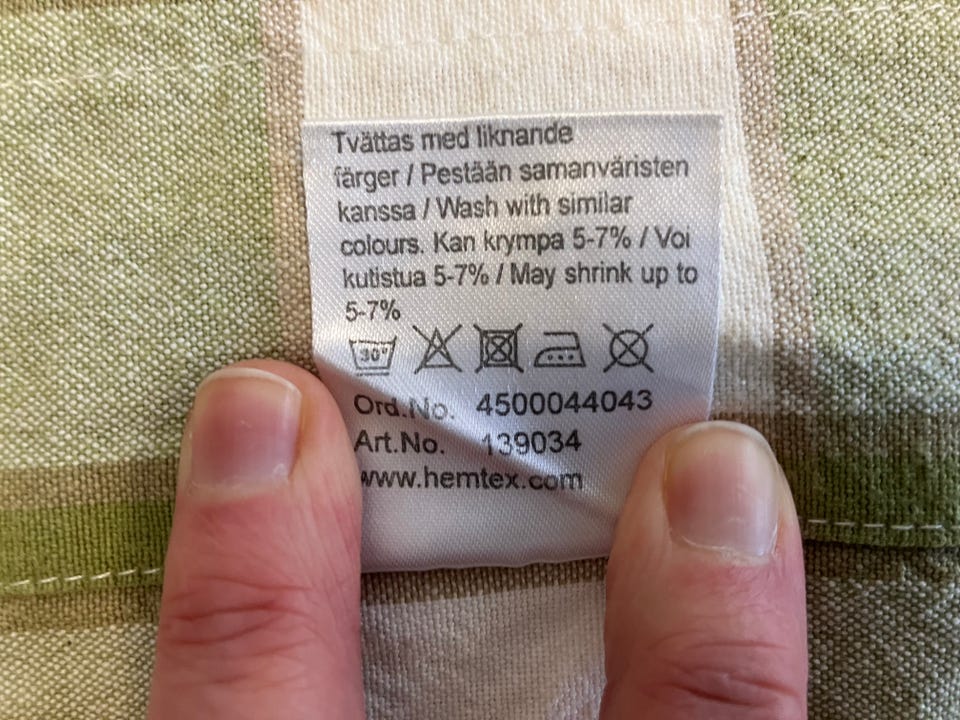 Tvättas med liknande
färger / Pestään samanväristen
kanssa / Wash with similar
colours. Kan krympa 5-7% / Voi
kutistua 5-7% / May shrink up to
5-7%
30°
Ord.No. 4500044043
Art.No. 139034
www.hemtex.com